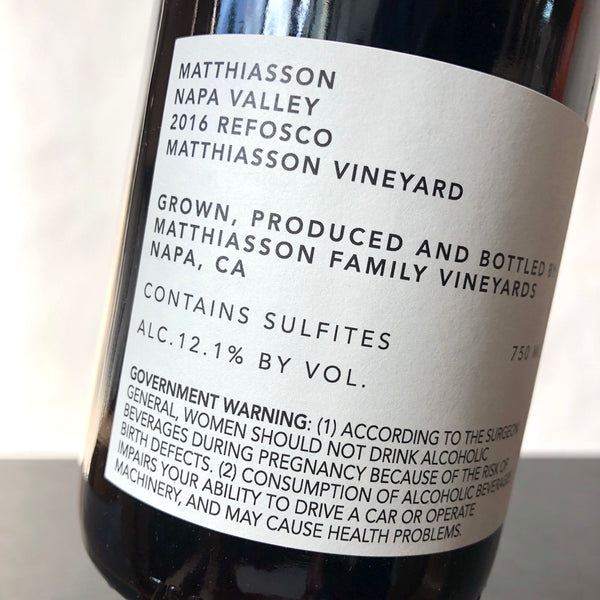 MATTHIASSON
NAPA VALLEY
2016 REFOSCO
MATTHIASSON VINEYARD
GROWN, PRODUCED AND BOTTLED BY
MATTHIASSON FAMILY VINEYARDS
NAPA, CA
CONTAINS SULFITES
750 M
ALC.12.1% BY VOL.
GOVERNMENT WARNING: (1) ACCORDING TO THE SURGEON
GENERAL, WOMEN SHOULD NOT DRINK ALCOHOLIC
BEVERAGES DURING PREGNANCY BECAUSE OF THE RISK OF
BIRTH DEFECTS. (2) CONSUMPTION OF ALCOHOLIC BEVERAGES
IMPAIRS YOUR ABILITY TO DRIVE A CAR OR OPERATE
MACHINERY, AND MAY CAUSE HEALTH PROBLEMS.